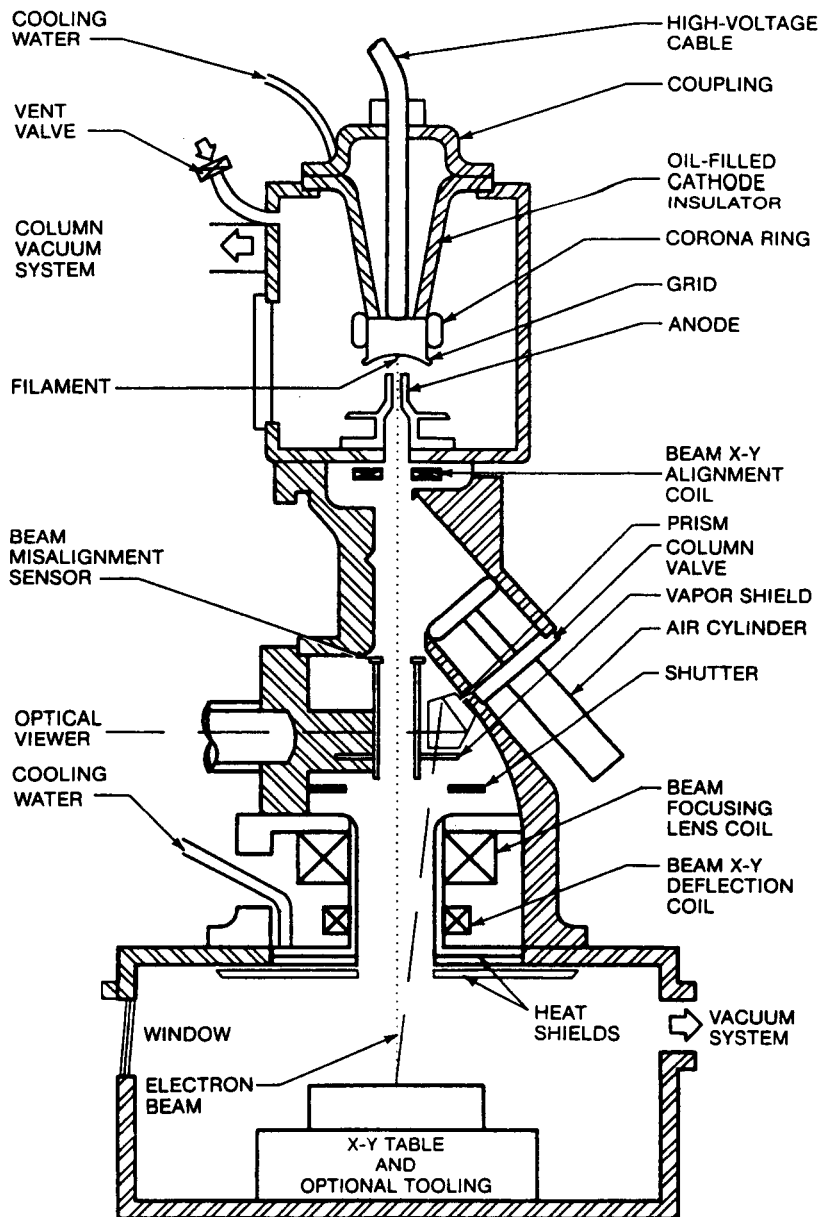 COOLING
WATER
HIGH-VOLTAGE
CABLE
COUPLING
VENT
VALVE
OIL-FILLED
CATHODE
INSULATOR
COLUMN
VACUUM
SYSTEM
CORONA RING
GRID
ANODE
FILAMENT
BEAM X-Y
ALIGNMENT
COIL
PRISM
COLUMN
VALVE
VAPOR SHIELD
AIR CYLINDER
SHUTTER
BEAM
MISALIGNMENT
SENSOR
OPTICAL
VIEWER
COOLING
WATER
BEAM
FOCUSING
LENS COIL
BEAM X-Y
DEFLECTION
COIL
WINDOW
HEAT
SHIELDS
VACUUM
SYSTEM
ELECTRON
BEAM
X-Y TABLE
AND
OPTIONAL TOOLING